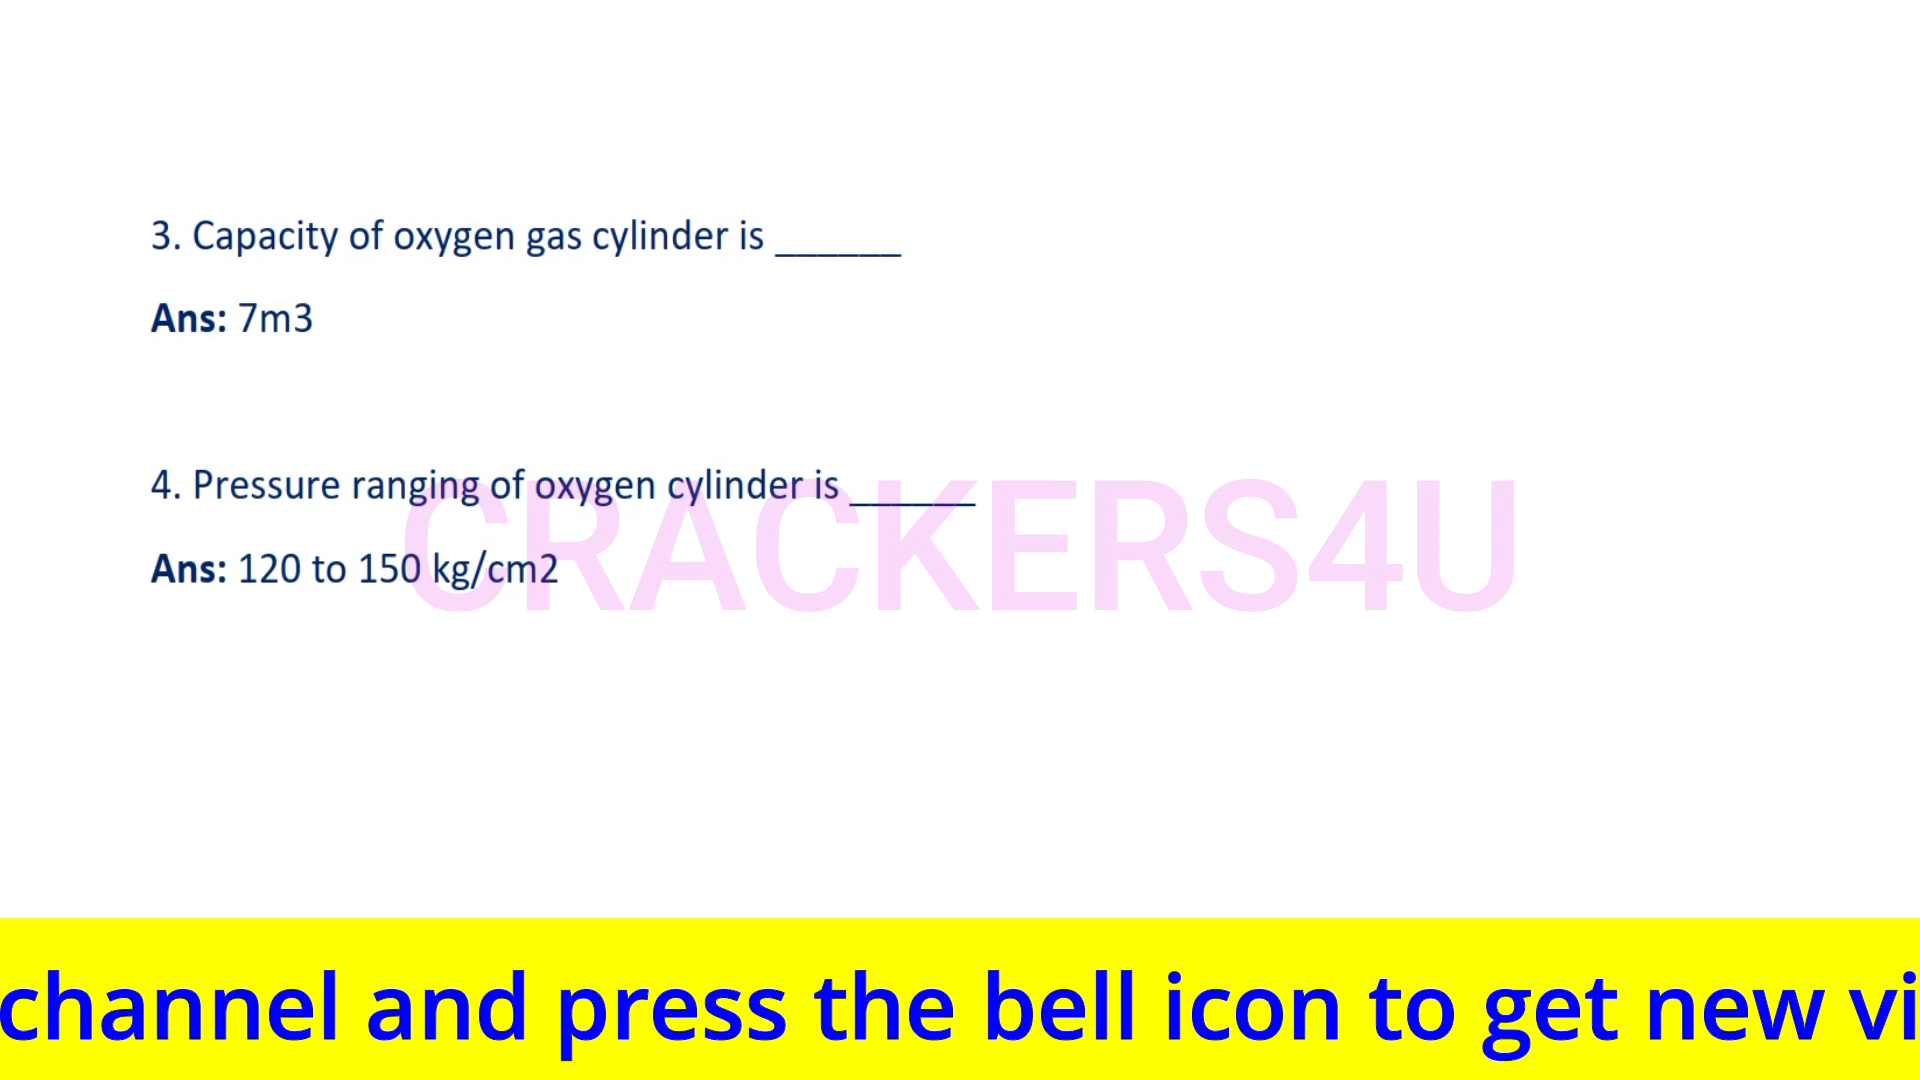 3. Capacity of oxygen gas cylinder is ______
Ans: 7m3
4. Pressure ranging of oxygen cylinder is ______
Ans: 120 to 150 kg/cm2
CRACKERS4U
channel and press the bell icon to get new vi